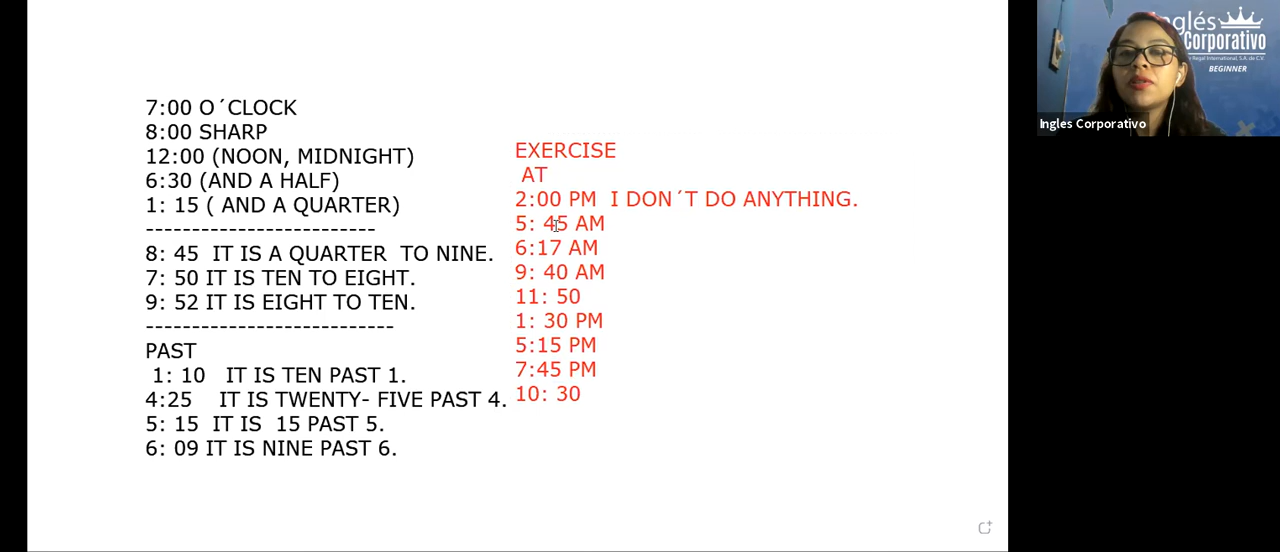 7:00 O´CLOCK
8:00 SHARP
12:00 (NOON, MIDNIGHT)
6:30 (AND A HALF)
1: 15 ( AND A QUARTER)
-------------------------
8: 45  IT IS A QUARTER  TO NINE.
7: 50 IT IS TEN TO EIGHT.
9: 52 IT IS EIGHT TO TEN.
---------------------------
PAST
1: 10   IT IS TEN PAST 1.
4:25    IT IS TWENTY- FIVE PAST 4.
5: 15  IT IS  15 PAST 5.
6: 09 IT IS NINE PAST 6.
EXERCISE
AT
2:00 PM  I DON´T DO ANYTHING.
5: 45 AM
6:17 AM
9: 40 AM
11: 50
1: 30 PM
5:15 PM
7:45 PM
10: 30
Inglés
Corporativo
Regal International, S.A. de C.V.
BEGINNER
Ingles Corporativo